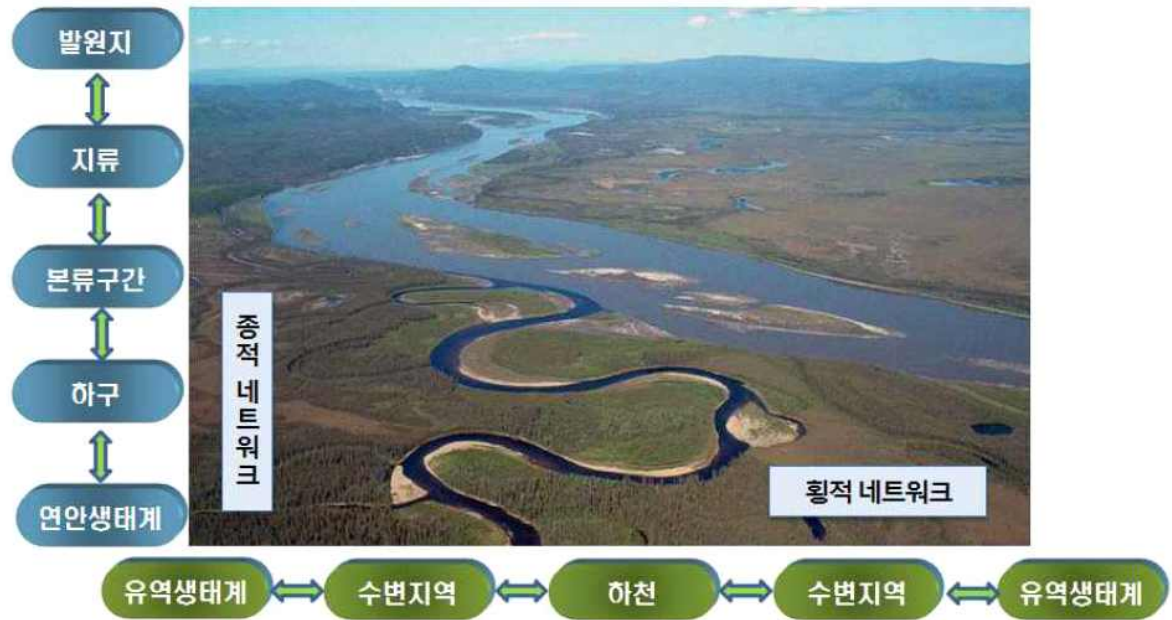 발원지
지류
본류구간
하구
연안생태계
종적 네트워크
횡적 네트워크
유역생태계
수변지역
하천
수변지역
유역생태계